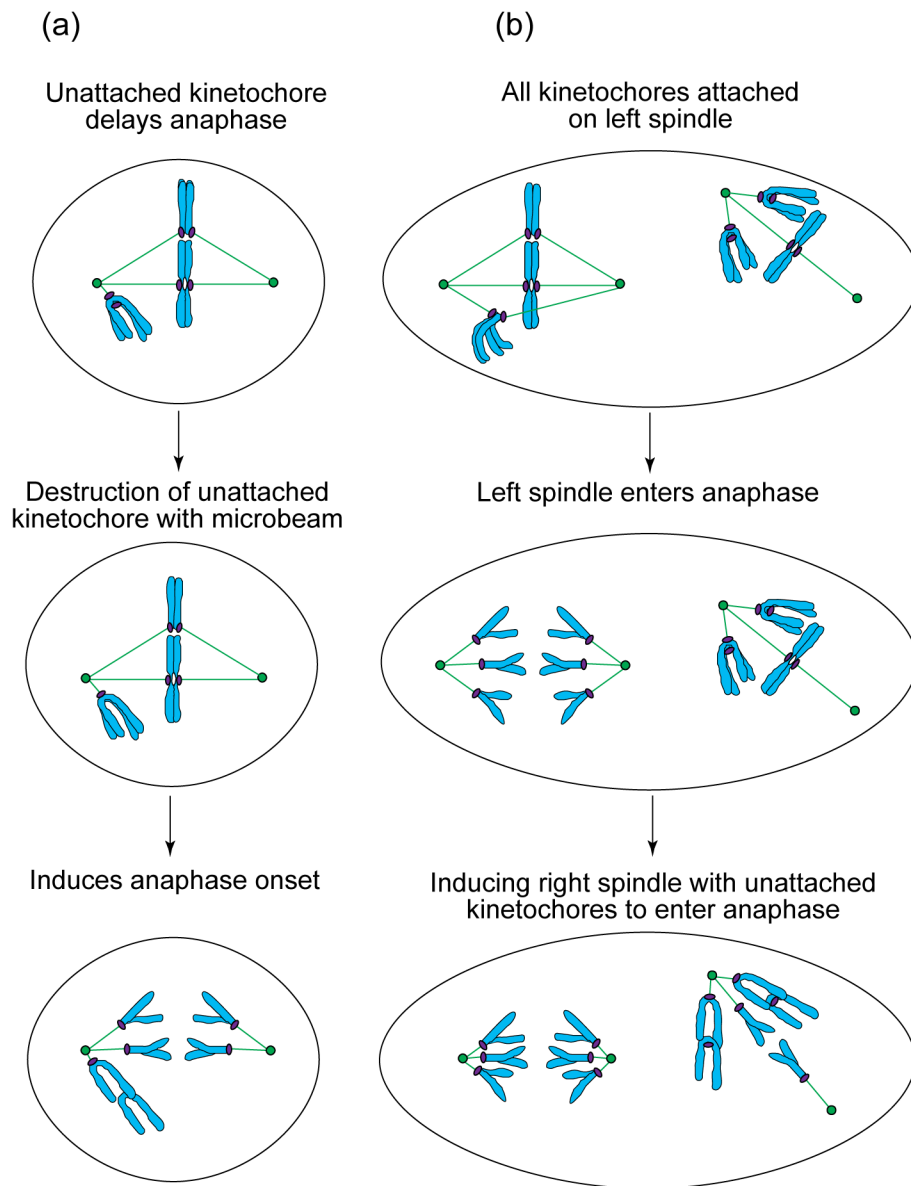 (a)
Unattached kinetochore
delays anaphase
Destruction of unattached
kinetochore with microbeam
Induces anaphase onset
(b)
All kinetochores attached
on left spindle
Left spindle enters anaphase
Inducing right spindle with unattached
kinetochores to enter anaphase